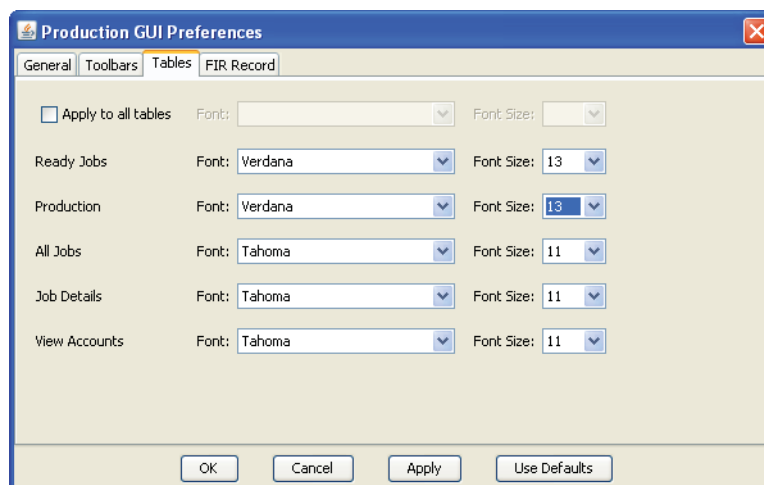 Production GUI Preferences
General Toolbars Tables FIR Record
Apply to all tables Font: Font Size:
Ready Jobs Font: Verdana Font Size: 13
Production Font: Verdana Font Size: 13
All Jobs Font: Tahoma Font Size: 11
Job Details Font: Tahoma Font Size: 11
View Accounts Font: Tahoma Font Size: 11
OK Cancel Apply Use Defaults